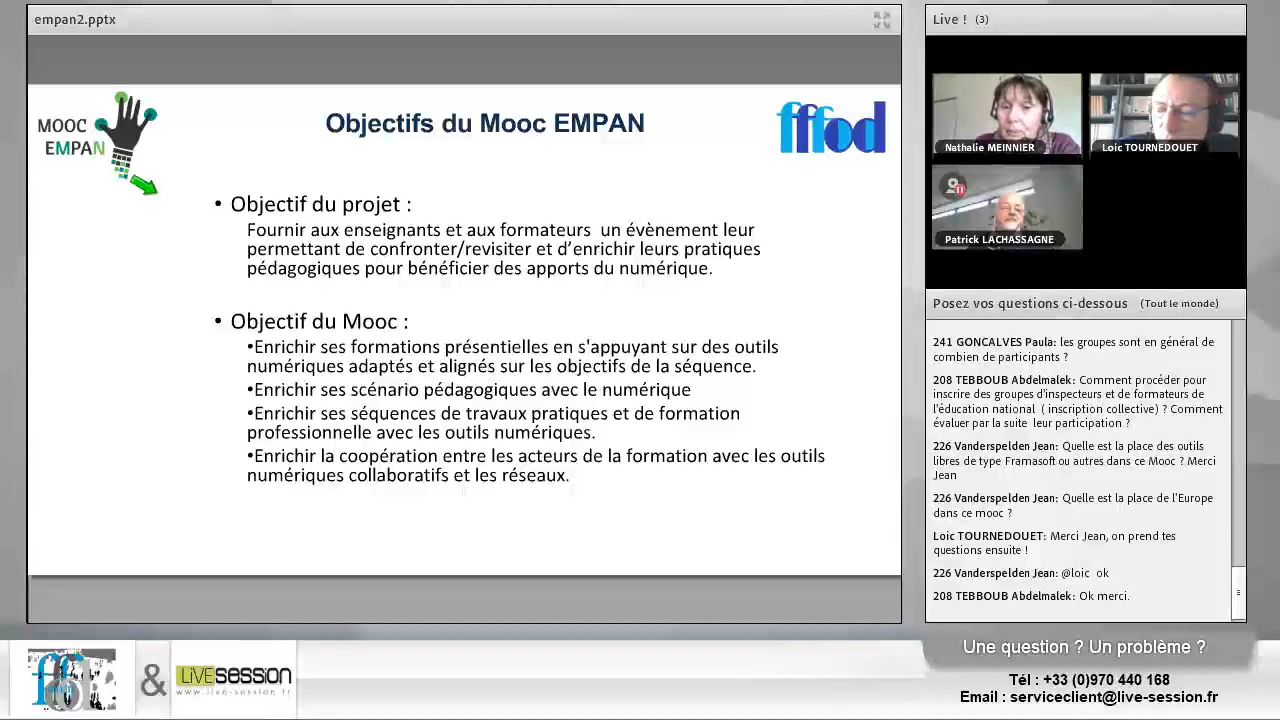 empan2.pptx
MOOC
EMPAN
Objectifs du Mooc EMPAN
fffod
• Objectif du projet :
Fournir aux enseignants et aux formateurs  un évènement leur
permettant de confronter/revisiter et d’enrichir leurs pratiques
pédagogiques pour bénéficier des apports du numérique.
• Objectif du Mooc :
•Enrichir ses formations présentielles en s'appuyant sur des outils
numériques adaptés et alignés sur les objectifs de la séquence.
•Enrichir ses scénario pédagogiques avec le numérique
•Enrichir ses séquences de travaux pratiques et de formation
professionnelle avec les outils numériques.
•Enrichir la coopération entre les acteurs de la formation avec les outils
numériques collaboratifs et les réseaux.
Live ! (3)
Nathalie MEINNIER
Loic TOURNEDOUET
Patrick LACHASSAGNE
Posez vos questions ci-dessous (Tout le monde)
241 GONCALVES Paula: les groupes sont en général de
combien de participants ?
208 TEBBOUB Abdelmalek: Comment procéder pour
inscrire des groupes d'inspecteurs et de formateurs de
l'éducation national  ( inscription collective) ? Comment
évaluer par la suite  leur participation ?
226 Vanderspelden Jean: Quelle est la place des outils
libres de type Framasoft ou autres dans ce Mooc ? Merci
Jean
226 Vanderspelden Jean: Quelle est la place de l'Europe
dans ce mooc ?
Loic TOURNEDOUET: Merci Jean, on prend tes
questions ensuite !
226 Vanderspelden Jean: @loic  ok
208 TEBBOUB Abdelmalek: Ok merci.
& LiVESESSION
www.live-session.fr
Une question ? Un problème ?
Tél : +33 (0)970 440 168
Email : serviceclient@live-session.fr